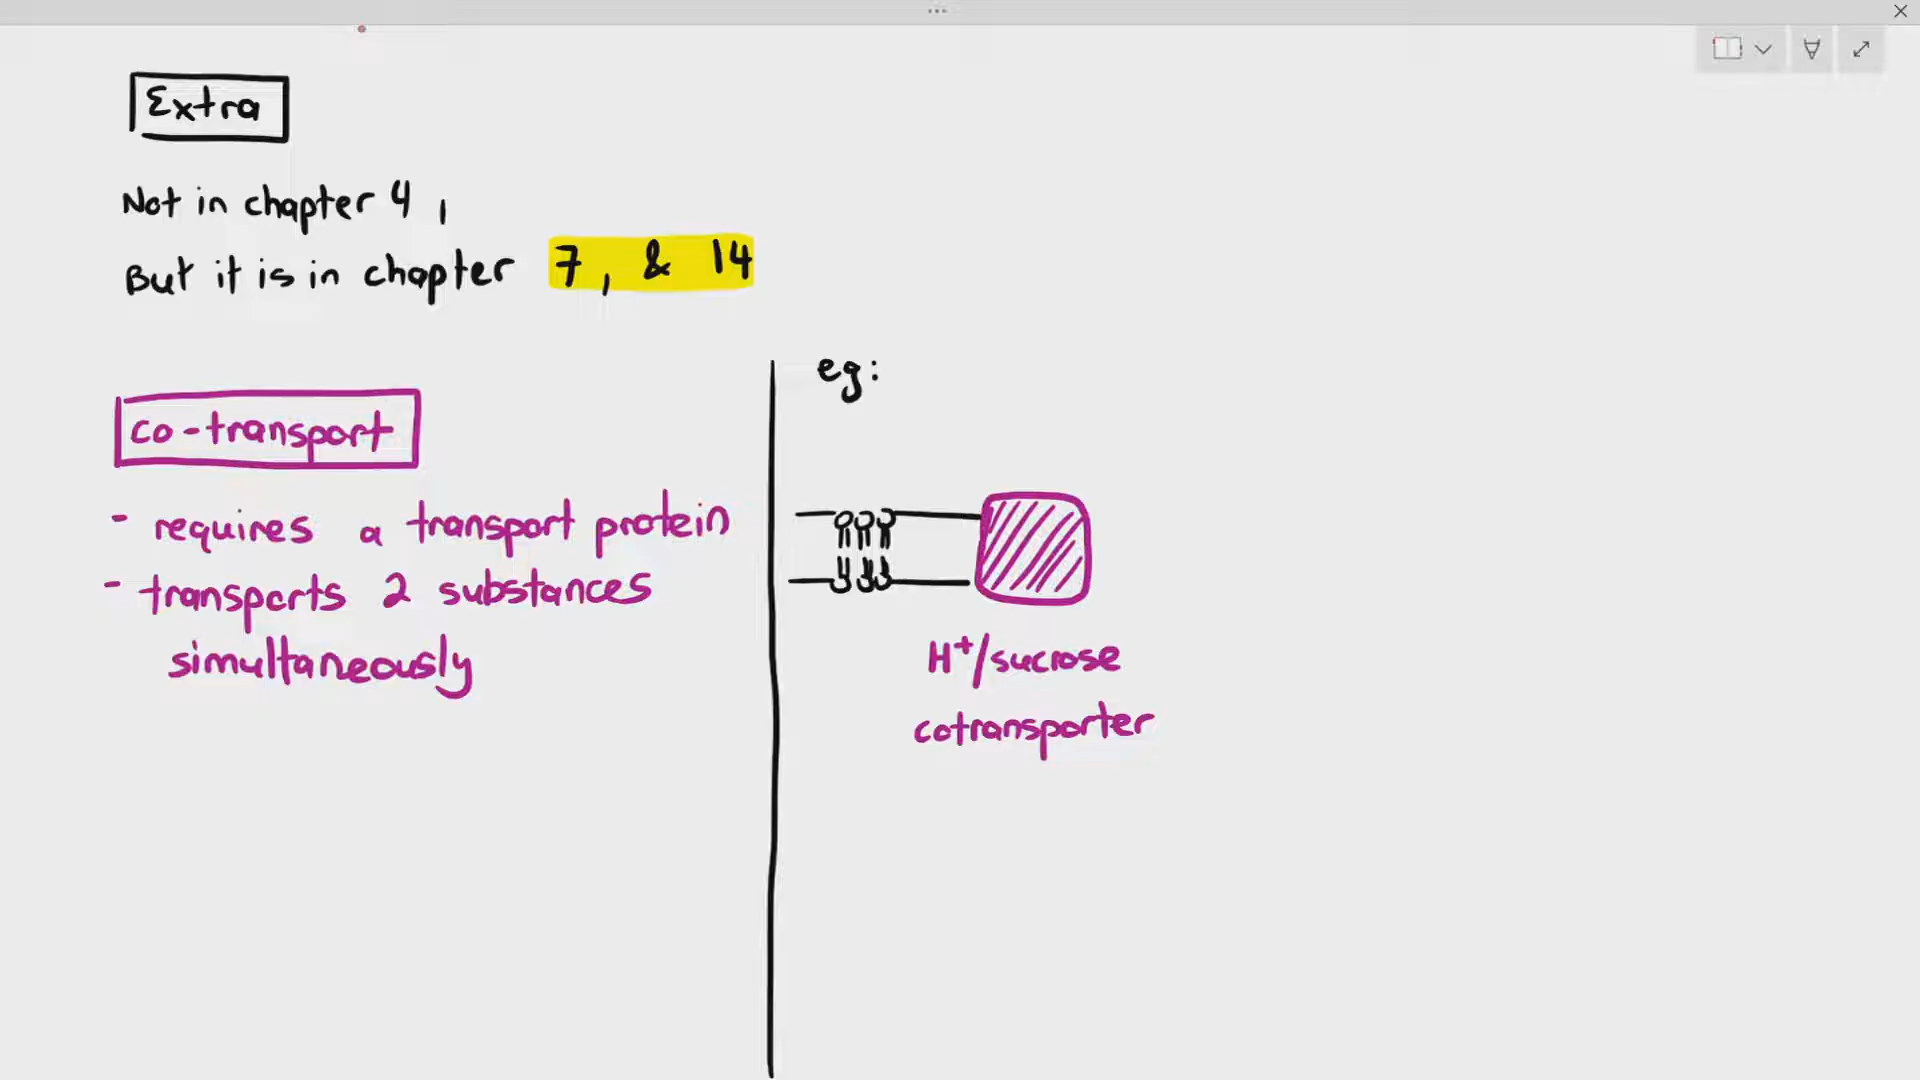 Extra
Not in chapter 4,
But it is in chapter 7, & 14
co-transport
- requires a transport protein
- transports 2 substances
simultaneously
eg:
H⁺/sucrose
cotransporter